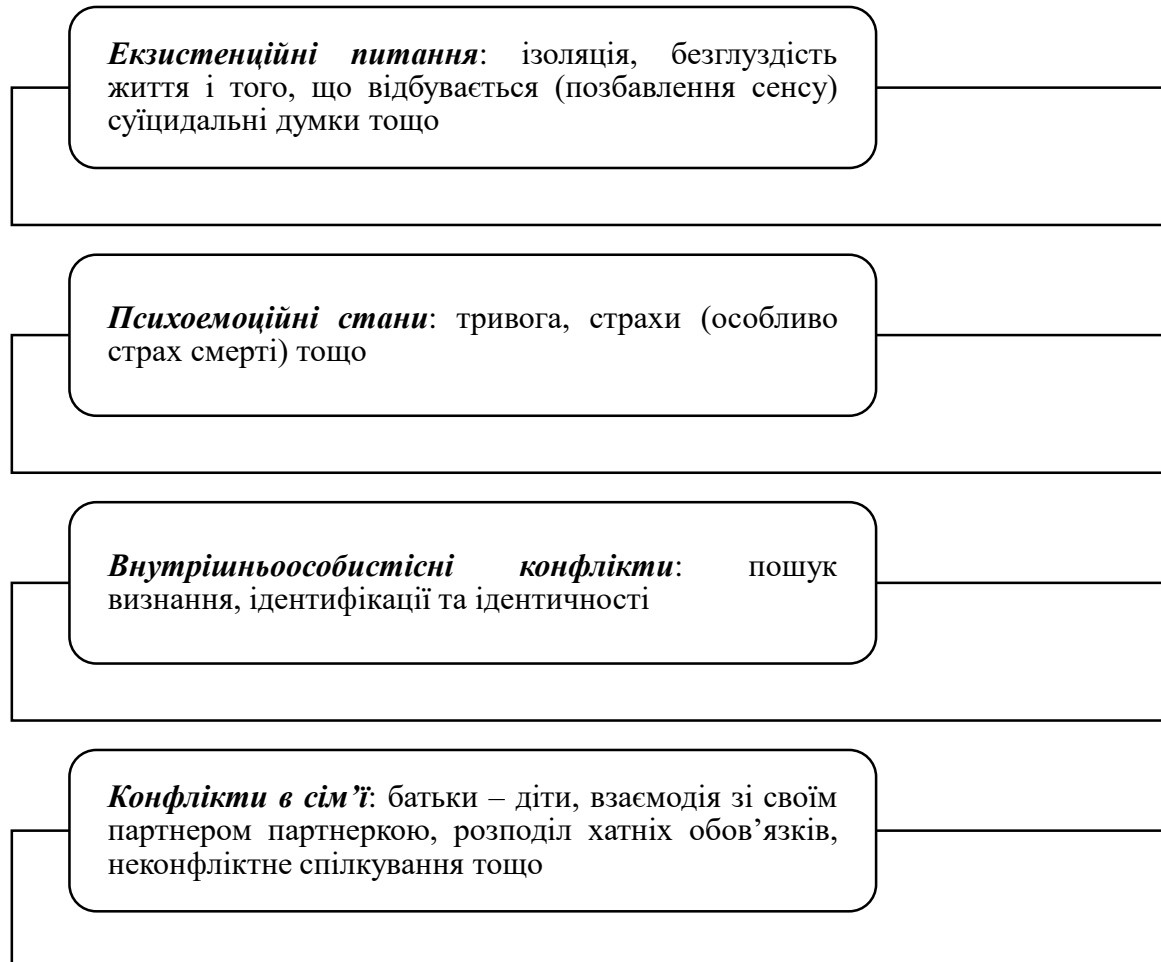 Екзистенційні питання: ізоляція, безглуздість
життя і того, що відбувається (позбавлення сенсу)
суїцидальні думки тощо
Психоемоційні стани: тривога, страхи (особливо
страх смерті) тощо
Внутрішньоособистісні конфлікти: пошук
визнання, ідентифікації та ідентичності
Конфлікти в сім’ї: батьки – діти, взаємодія зі своїм
партнером партнеркою, розподіл хатніх обов’язків,
неконфліктне спілкування тощо